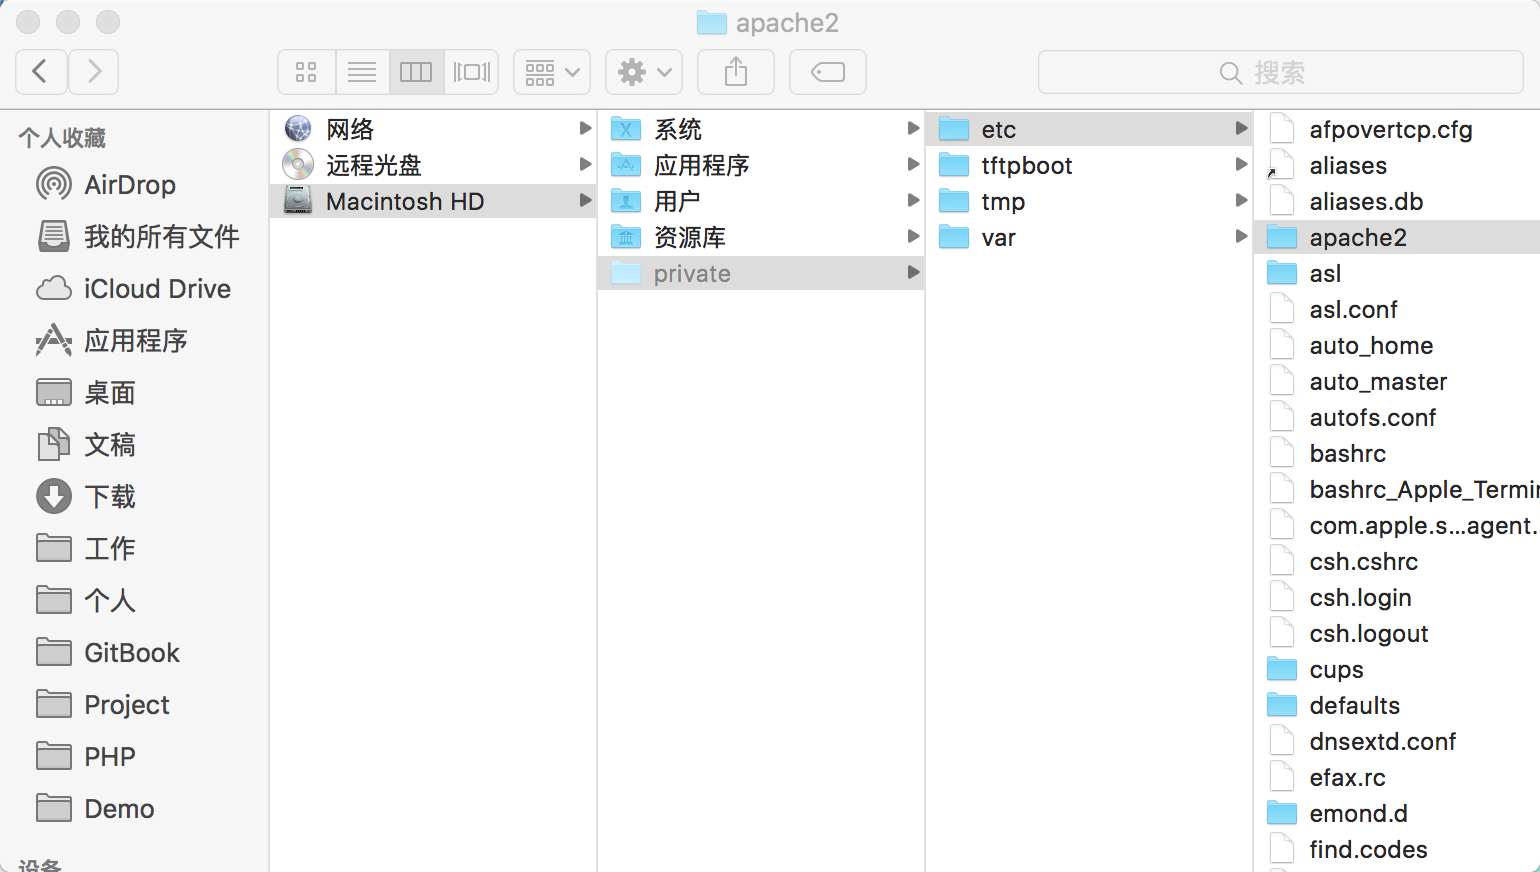 apache2
搜索
个人收藏
AirDrop
我的所有文件
iCloud Drive
应用程序
桌面
文稿
下载
工作
个人
GitBook
Project
PHP
Demo
设备
网络
远程光盘
Macintosh HD
系统
应用程序
用户
资源库
private
etc
tftpboot
tmp
var
afpovertcp.cfg
aliases
aliases.db
apache2
asl
asl.conf
auto_home
auto_master
autofs.conf
bashrc
bashrc_Apple_Termin
com.apple.s...agent.
csh.cshrc
csh.login
csh.logout
cups
defaults
dnsextd.conf
efax.rc
emond.d
find.codes